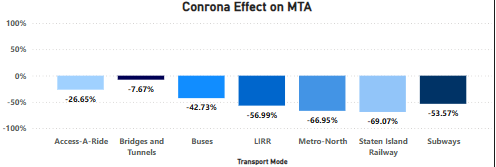 Conrona Effect on MTA
100%
50%
0%
-50%
-100%
-26.65%
-7.67%
-42.73%
-56.99%
-66.95%
-69.07%
-53.57%
Access-A-Ride
Bridges and
Tunnels
Buses
LIRR
Metro-North
Staten Island
Railway
Subways
Transport Mode